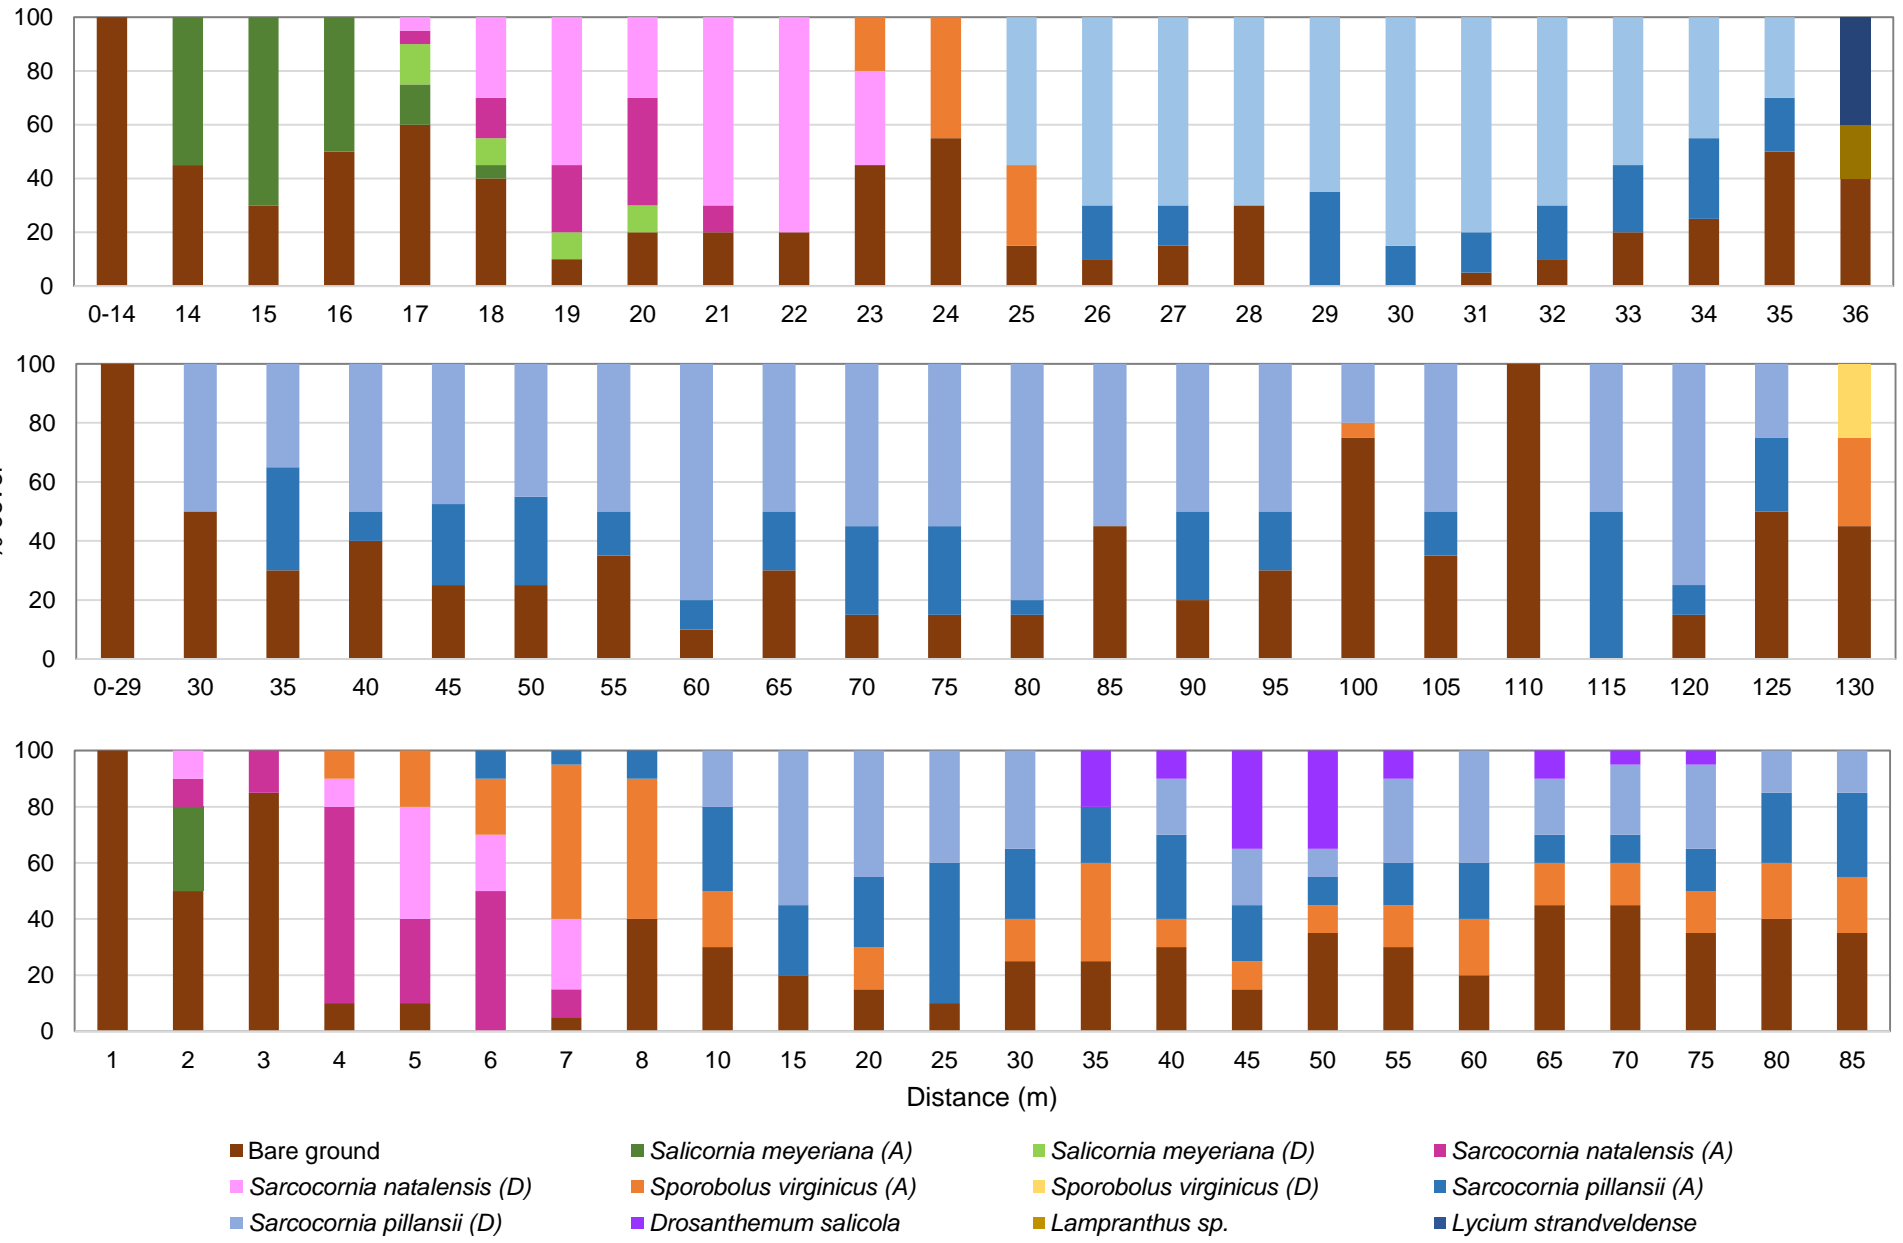 100
80
60
40
20
0
0-14 14 15 16 17 18 19 20 21 22 23 24 25 26 27 28 29 30 31 32 33 34 35 36
100
80
60
40
20
0
0-29 30 35 40 45 50 55 60 65 70 75 80 85 90 95 100 105 110 115 120 125 130
100
80
60
40
20
0
1 2 3 4 5 6 7 8 10 15 20 25 30 35 40 45 50 55 60 65 70 75 80 85
Distance (m)
Bare ground Salicornia meyeriana (A) Salicornia meyeriana (D) Sarcocornia natalensis (A)
Sarcocornia natalensis (D) Sporobolus virginicus (A) Sporobolus virginicus (D) Sarcocornia pillansii (A)
Sarcocornia pillansii (D) Drosanthemum salicola Lampranthus sp. Lycium strandveldense